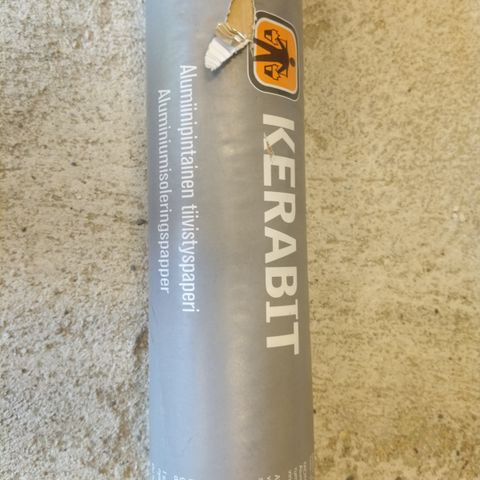 KERABIT
Alumiinipintainen tiivistyspaperi
Aluminiumisoleringspapper